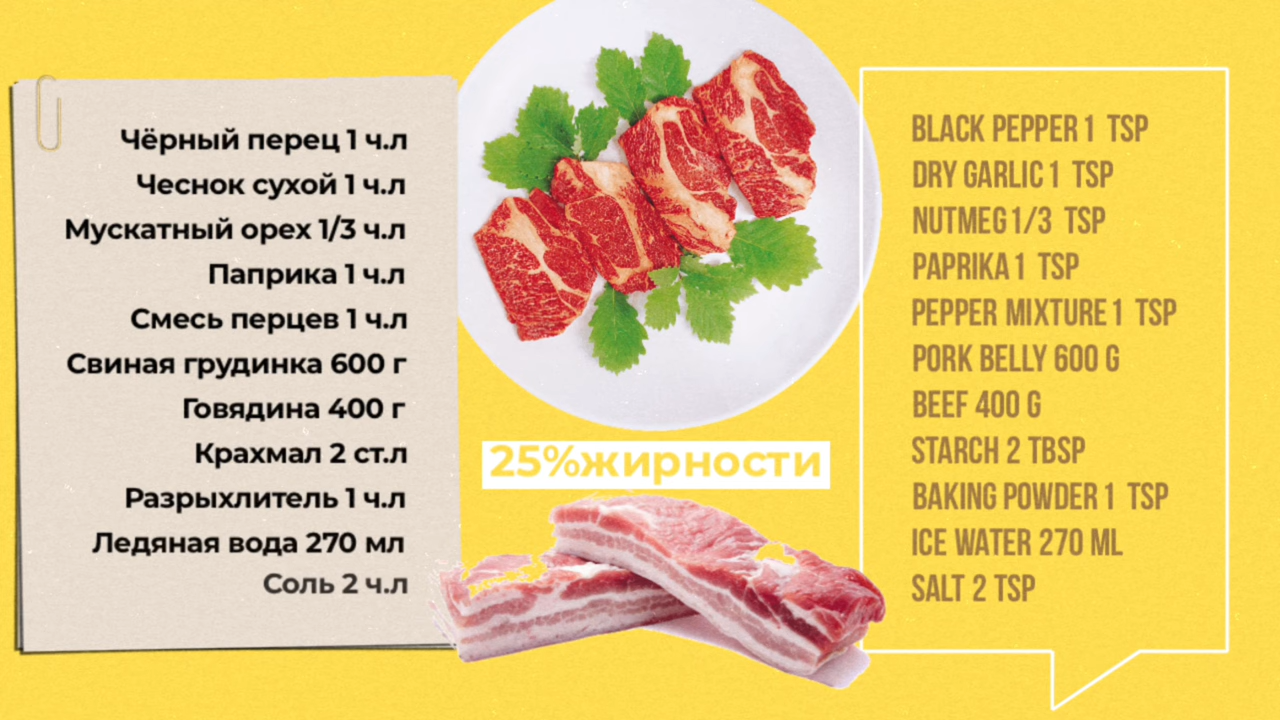 Чёрный перец 1 ч.л
Чеснок сухой 1 ч.л
Мускатный орех 1/3 ч.л
Паприка 1 ч.л
Смесь перцев 1 ч.л
Свиная грудинка 600 г
Говядина 400 г
Крахмал 2 ст.л
Разрыхлитель 1 ч.л
Ледяная вода 270 мл
Соль 2 ч.л
25%жирности
BLACK PEPPER 1 TSP
DRY GARLIC 1 TSP
NUTMEG 1/3 TSP
PAPRIKA 1 TSP
PEPPER MIXTURE 1 TSP
PORK BELLY 600 G
BEEF 400 G
STARCH 2 TBSP
BAKING POWDER 1 TSP
ICE WATER 270 ML
SALT 2 TSP